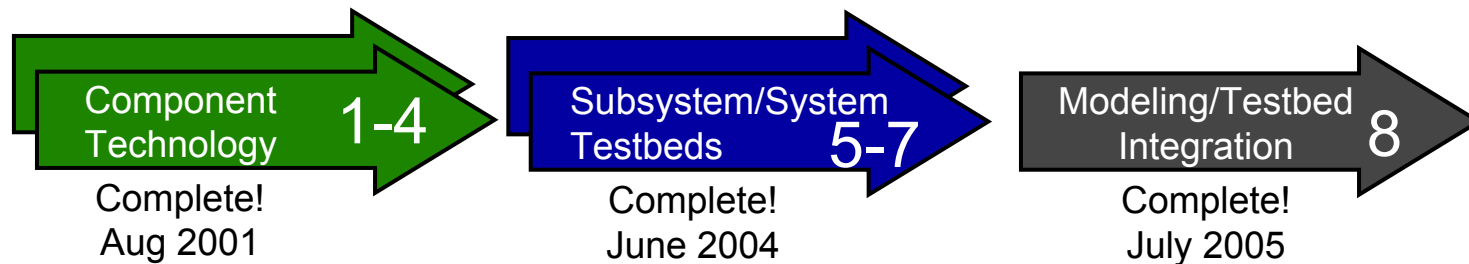 Component
Technology
1-4
Complete!
Aug 2001
Subsystem/System
Testbeds
5-7
Complete!
June 2004
Modeling/Testbed
Integration
8
Complete!
July 2005